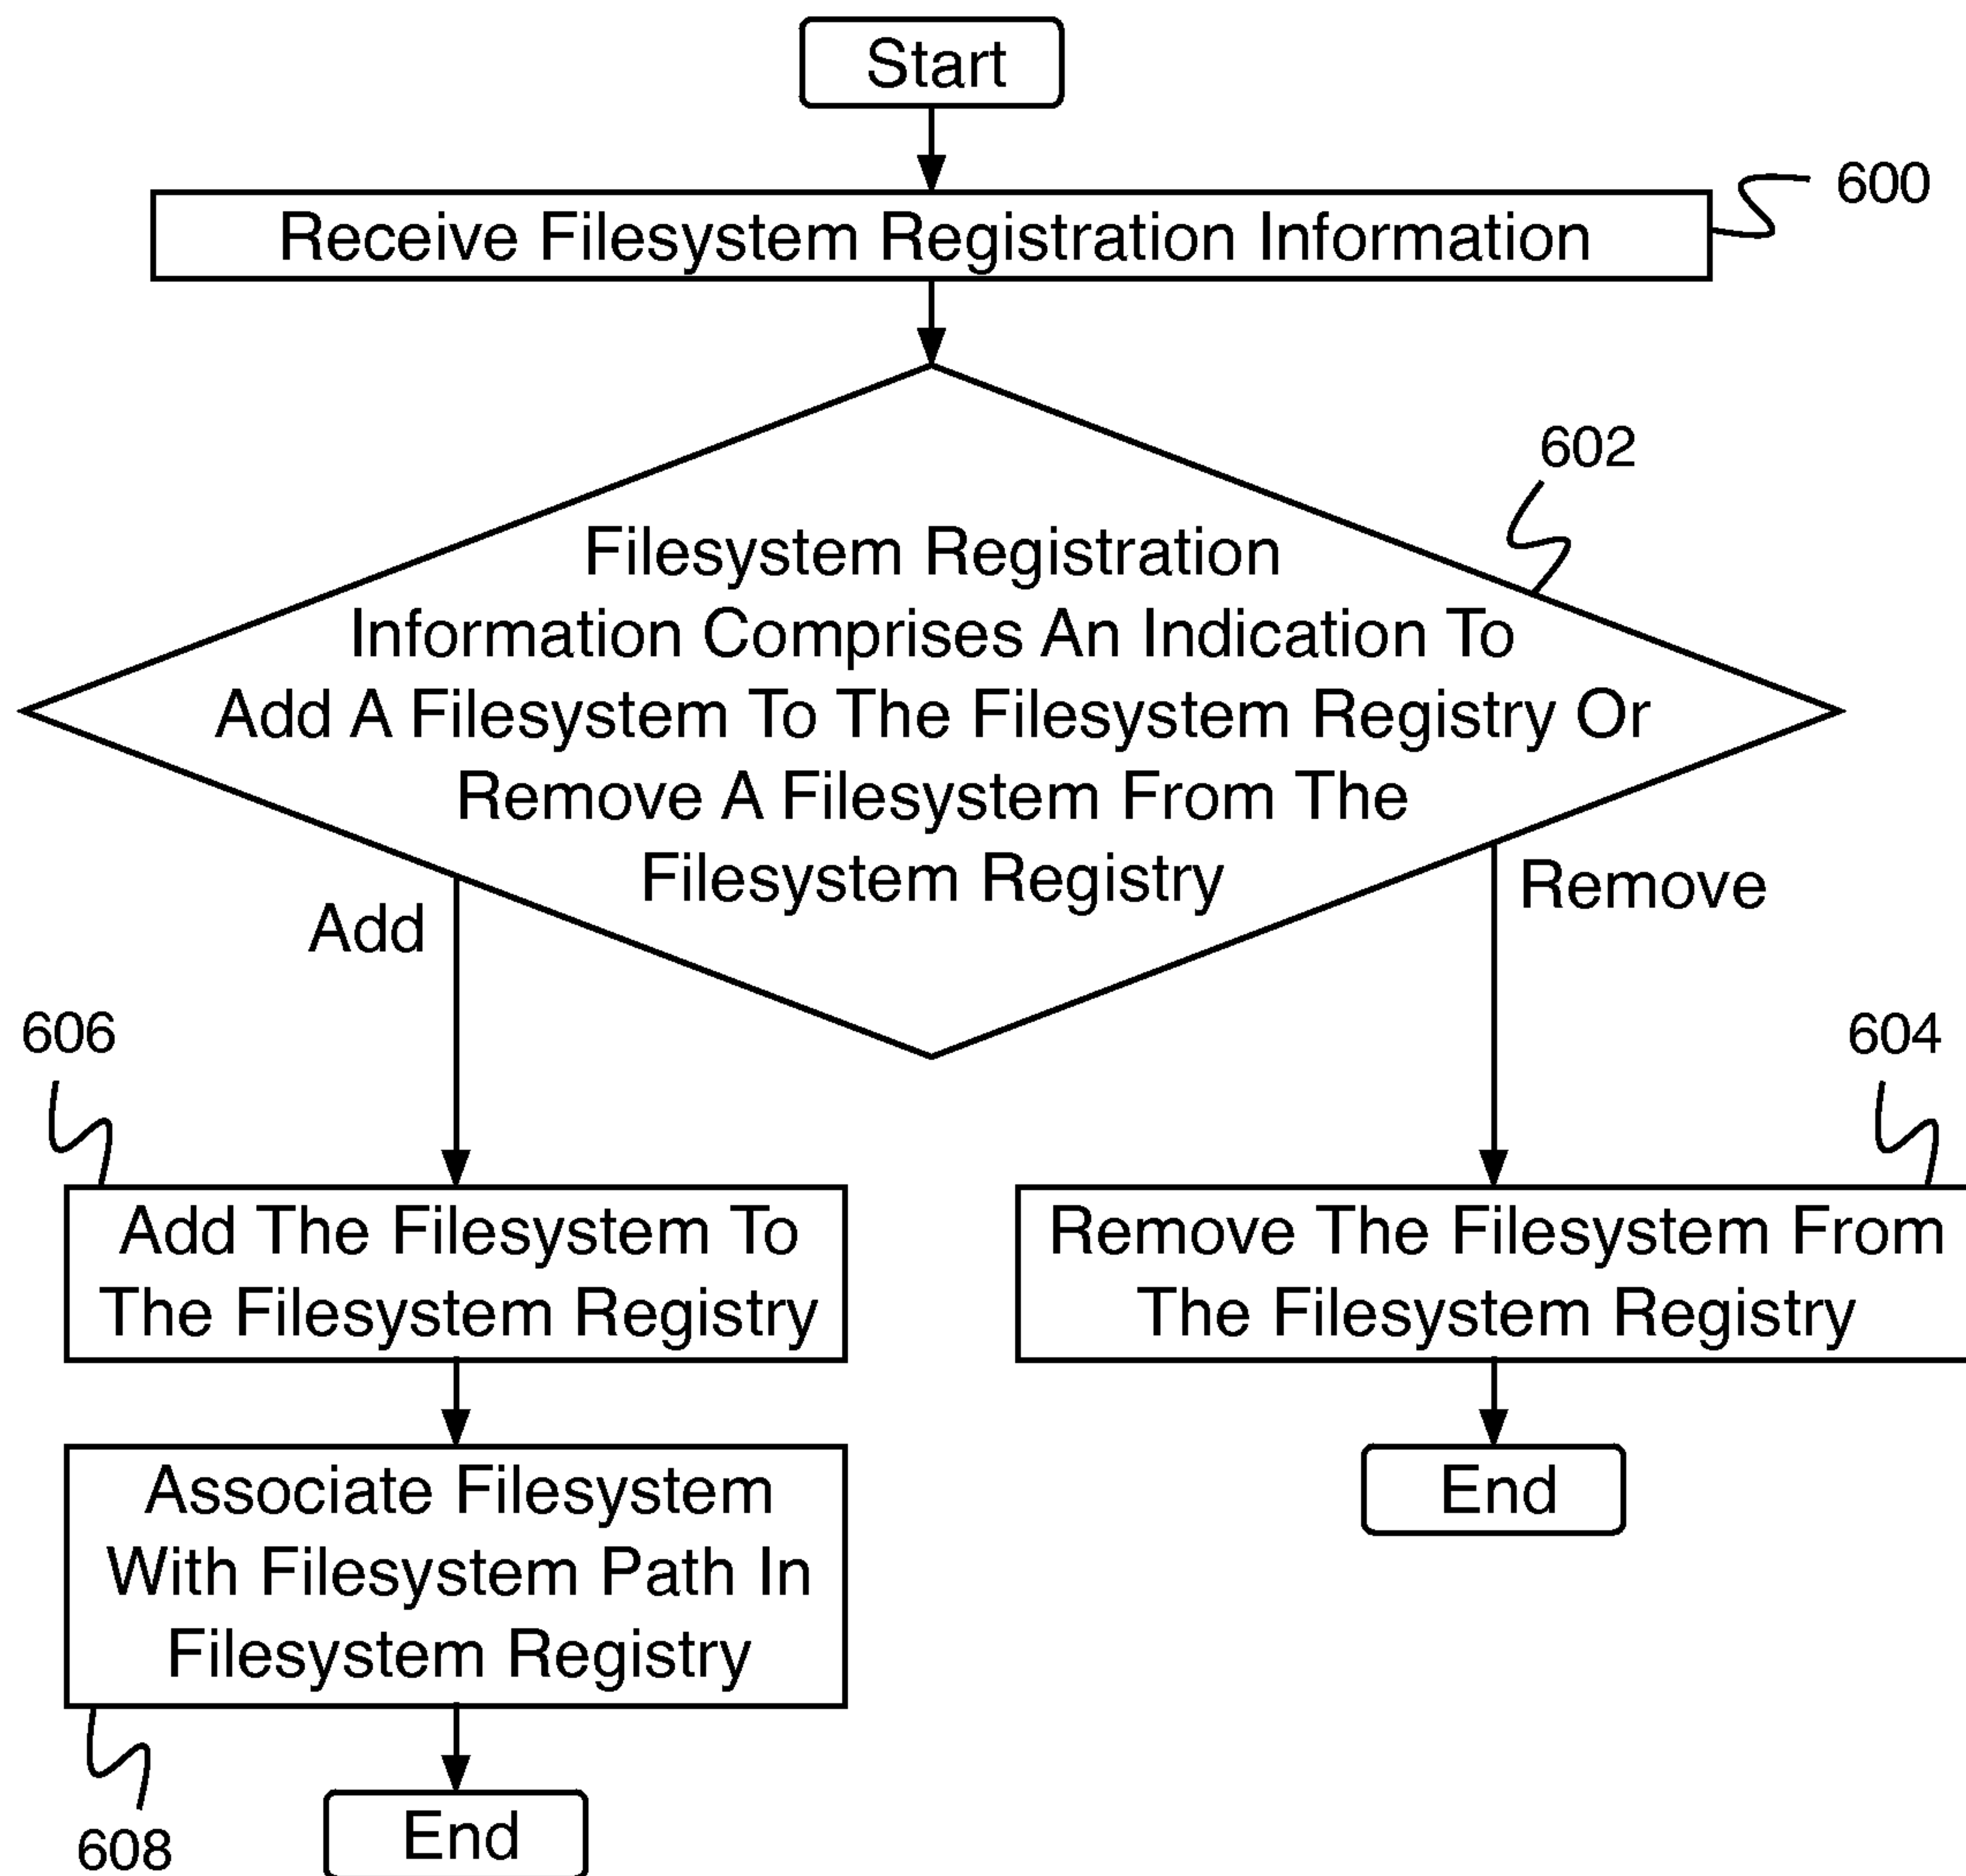 Start
Receive Filesystem Registration Information
600
602
Filesystem Registration
Information Comprises An Indication To
Add A Filesystem To The Filesystem Registry Or
Remove A Filesystem From The
Filesystem Registry
Add
Remove
606
604
Add The Filesystem To
The Filesystem Registry
Remove The Filesystem From
The Filesystem Registry
Associate Filesystem
With Filesystem Path In
Filesystem Registry
End
608
End